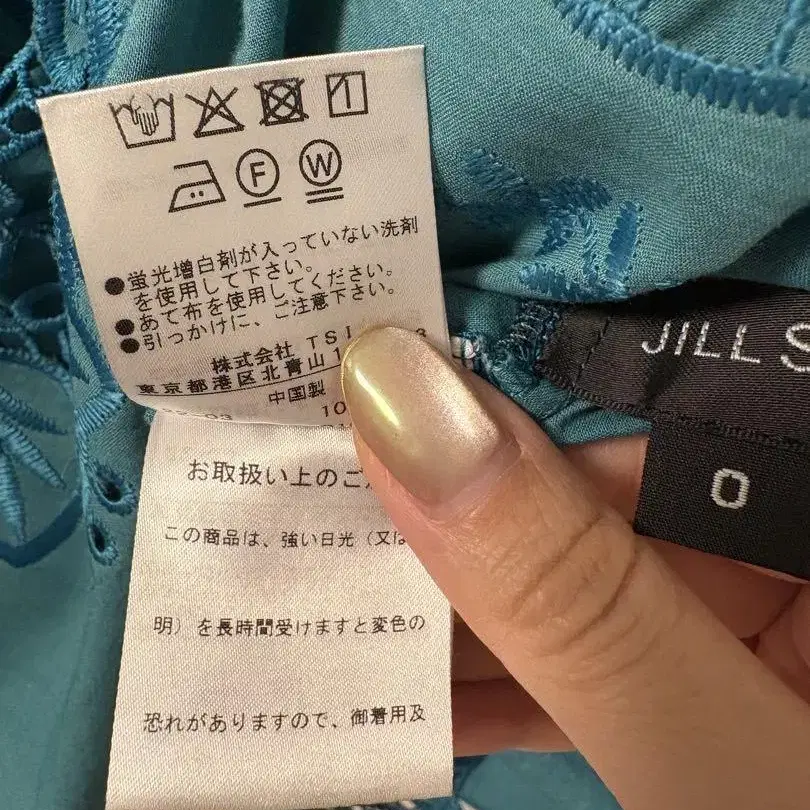 F W
●蛍光増白剤が入っていない洗剤
を使用して下さい。
●あて布を使用してください。
●引っかけに、ご注意下さい。
株式会社 TSI
東京都港区北青山1
中国製
10
お取扱い上のご
この商品は、強い日光（又は
明）を長時間受けますと変色の
恐れがありますので、御着用及
JILL S
0